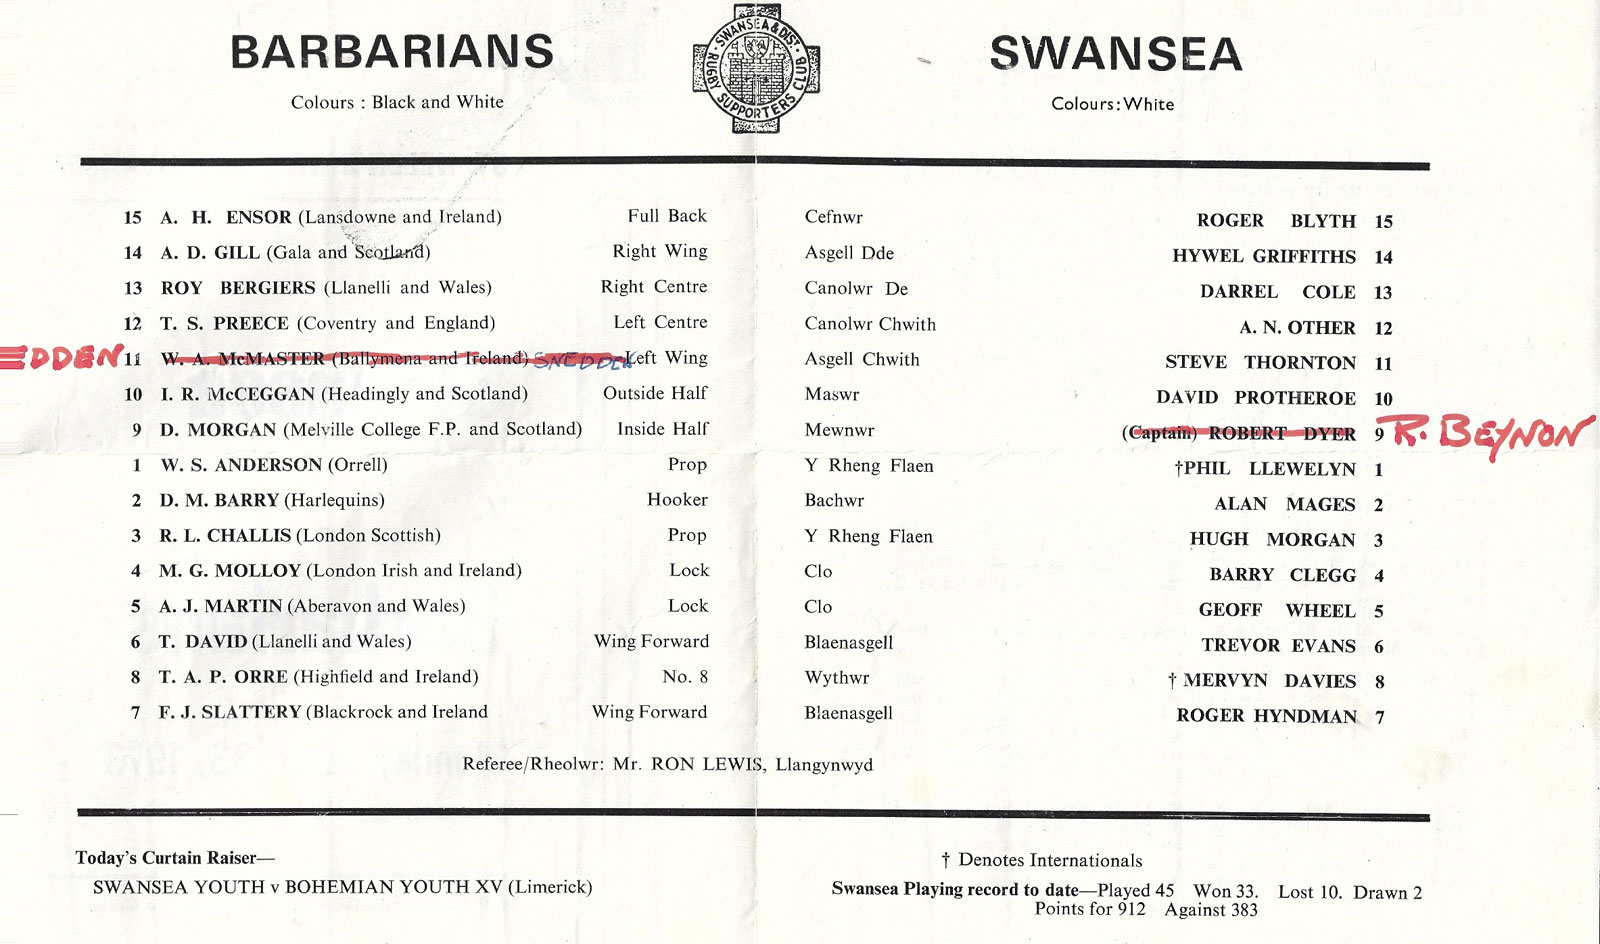 BARBARIANS
Colours : Black and White
SWANSEA & DIST. RUGBY SUPPORTERS CLUB
SWANSEA
Colours: White
15 A. H. ENSOR (Lansdowne and Ireland) Full Back Cefnwr ROGER BLYTH 15
14 A. D. GILL (Gala and Scotland) Right Wing Asgell Dde HYWEL GRIFFITHS 14
13 ROY BERGIERS (Llanelli and Wales) Right Centre Canolwr De DARREL COLE 13
12 T. S. PREECE (Coventry and England) Left Centre Canolwr Chwith A. N. OTHER 12
EDDEN 11 W. A. McMASTER (Ballymena and Ireland) SNEDDEN Left Wing Asgell Chwith STEVE THORNTON 11
10 I. R. McCEGGAN (Headingly and Scotland) Outside Half Maswr DAVID PROTHEROE 10
9 D. MORGAN (Melville College F.P. and Scotland) Inside Half Mewnwr (Captain) ROBERT DYER 9 R. BEYNON
1 W. S. ANDERSON (Orrell) Prop Y Rheng Flaen †PHIL LLEWELYN 1
2 D. M. BARRY (Harlequins) Hooker Bachwr ALAN MAGES 2
3 R. L. CHALLIS (London Scottish) Prop Y Rheng Flaen HUGH MORGAN 3
4 M. G. MOLLOY (London Irish and Ireland) Lock Clo BARRY CLEGG 4
5 A. J. MARTIN (Aberavon and Wales) Lock Clo GEOFF WHEEL 5
6 T. DAVID (Llanelli and Wales) Wing Forward Blaenasgell TREVOR EVANS 6
8 T. A. P. ORRE (Highfield and Ireland) No. 8 Wythwr † MERVYN DAVIES 8
7 F. J. SLATTERY (Blackrock and Ireland Wing Forward Blaenasgell ROGER HYNDMAN 7
Referee/Rheolwr: Mr. RON LEWIS, Llangynwyd
Today's Curtain Raiser—
SWANSEA YOUTH v BOHEMIAN YOUTH XV (Limerick)
† Denotes Internationals
Swansea Playing record to date—Played 45 Won 33. Lost 10. Drawn 2
Points for 912 Against 383